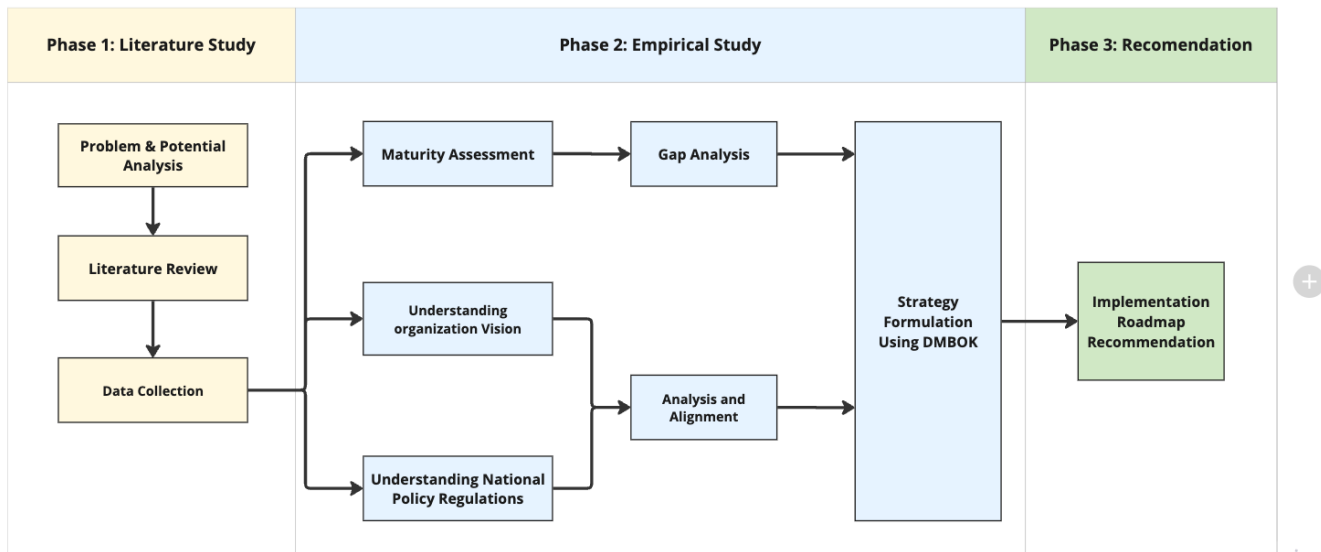 Phase 1: Literature Study
Phase 2: Empirical Study
Phase 3: Recomendation
Problem & Potential
Analysis
Literature Review
Data Collection
Maturity Assessment
Gap Analysis
Understanding
organization Vision
Understanding National
Policy Regulations
Analysis and
Alignment
Strategy
Formulation
Using DMBOK
Implementation
Roadmap
Recommendation